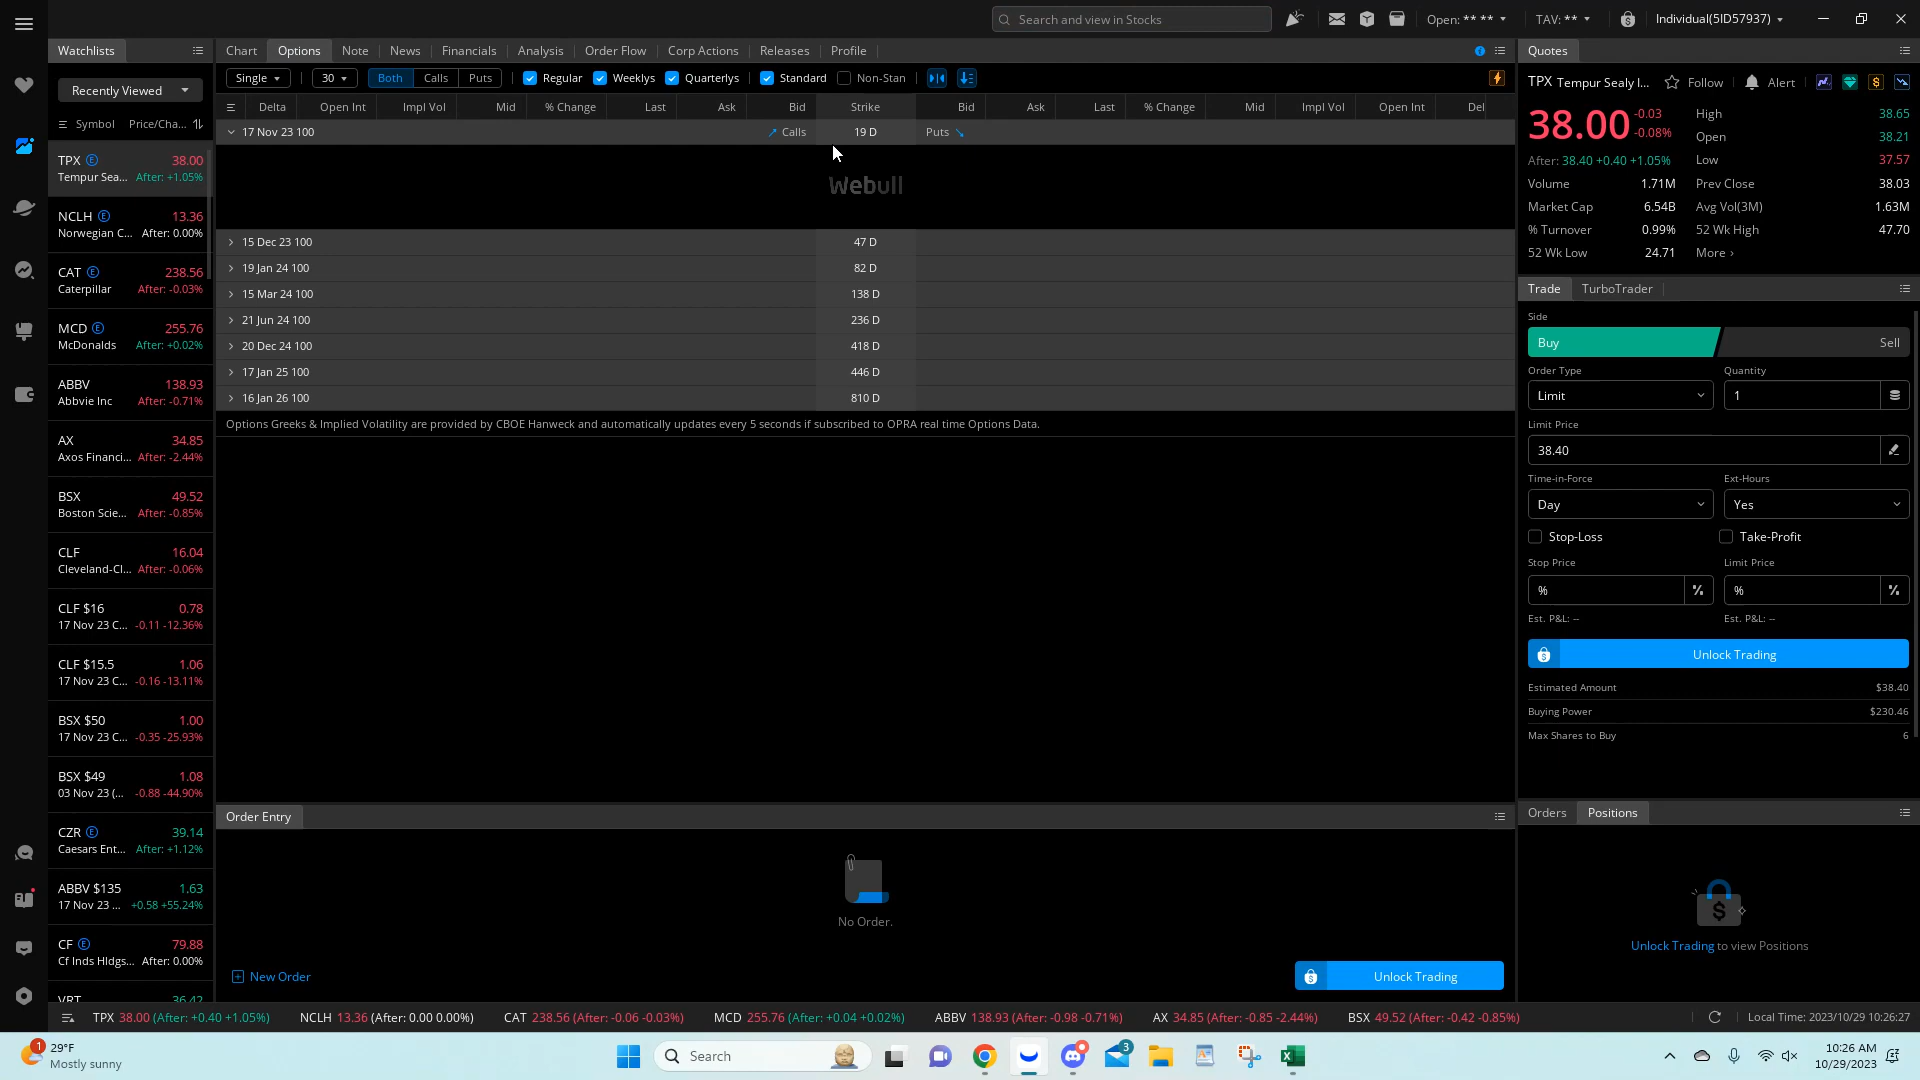 Search and view in Stocks
Open: ** **
TAV: **
Individual(5ID57937)
Watchlists
Chart
Options
Note
News
Financials
Analysis
Order Flow
Corp Actions
Releases
Profile
Quotes
Recently Viewed
Single
30
Both
Calls
Puts
Regular
Weeklys
Quarterlys
Standard
Non-Stan
Symbol Price/Cha...
Delta Open Int Impl Vol Mid % Change Last Ask Bid Strike Bid Ask Last % Change Mid Impl Vol Open Int Del
17 Nov 23 100 Calls 19 D Puts
Webull
15 Dec 23 100 47 D
19 Jan 24 100 82 D
15 Mar 24 100 138 D
21 Jun 24 100 236 D
20 Dec 24 100 418 D
17 Jan 25 100 446 D
16 Jan 26 100 810 D
Options Greeks & Implied Volatility are provided by CBOE Hanweck and automatically updates every 5 seconds if subscribed to OPRA real time Options Data.
TPX E 38.00
Tempur Sea... After: +1.05%
NCLH E 13.36
Norwegian C... After: 0.00%
CAT E 238.56
Caterpillar After: -0.03%
MCD E 255.76
McDonalds After: +0.02%
ABBV 138.93
Abbvie Inc After: -0.71%
AX 34.85
Axos Financi... After: -2.44%
BSX 49.52
Boston Scie... After: -0.85%
CLF 16.04
Cleveland-Cl... After: -0.06%
CLF $16 0.78
17 Nov 23 C... -0.11 -12.36%
CLF $15.5 1.06
17 Nov 23 C... -0.16 -13.11%
BSX $50 1.00
17 Nov 23 C... -0.35 -25.93%
BSX $49 1.08
03 Nov 23 (... -0.88 -44.90%
CZR E 39.14
Caesars Ent... After: +1.12%
ABBV $135 1.63
17 Nov 23 ... +0.58 +55.24%
CF E 79.88
Cf Inds Hldgs... After: 0.00%
VRT 36.42
Order Entry
No Order.
New Order
Unlock Trading
TPX Tempur Sealy I... Follow Alert $
38.00 -0.03
-0.08%
After: 38.40 +0.40 +1.05%
High 38.65
Open 38.21
Low 37.57
Volume 1.71M Prev Close 38.03
Market Cap 6.54B Avg Vol(3M) 1.63M
% Turnover 0.99% 52 Wk High 47.70
52 Wk Low 24.71 More ›
Trade TurboTrader
Side
Buy Sell
Order Type Quantity
Limit 1
Limit Price
38.40
Time-in-Force Ext-Hours
Day Yes
Stop-Loss Take-Profit
Stop Price Limit Price
% % % %
Est. P&L: -- Est. P&L: --
Unlock Trading
Estimated Amount $38.40
Buying Power $230.46
Max Shares to Buy 6
Orders Positions
$
Unlock Trading to view Positions
TPX 38.00 (After: +0.40 +1.05%) NCLH 13.36 (After: 0.00 0.00%) CAT 238.56 (After: -0.06 -0.03%) MCD 255.76 (After: +0.04 +0.02%) ABBV 138.93 (After: -0.98 -0.71%) AX 34.85 (After: -0.85 -2.44%) BSX 49.52 (After: -0.42 -0.85%)
Local Time: 2023/10/29 10:26:27
1
29°F
Mostly sunny
Search
3
10:26 AM
10/29/2023